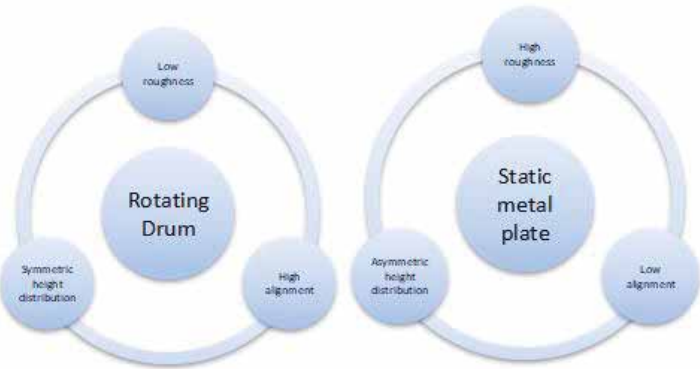 Low
roughness
Rotating
Drum
Symmetric
height
distribution
High
alignment
High
roughness
Static
metal
plate
Asymmetric
height
distribution
Low
alignment